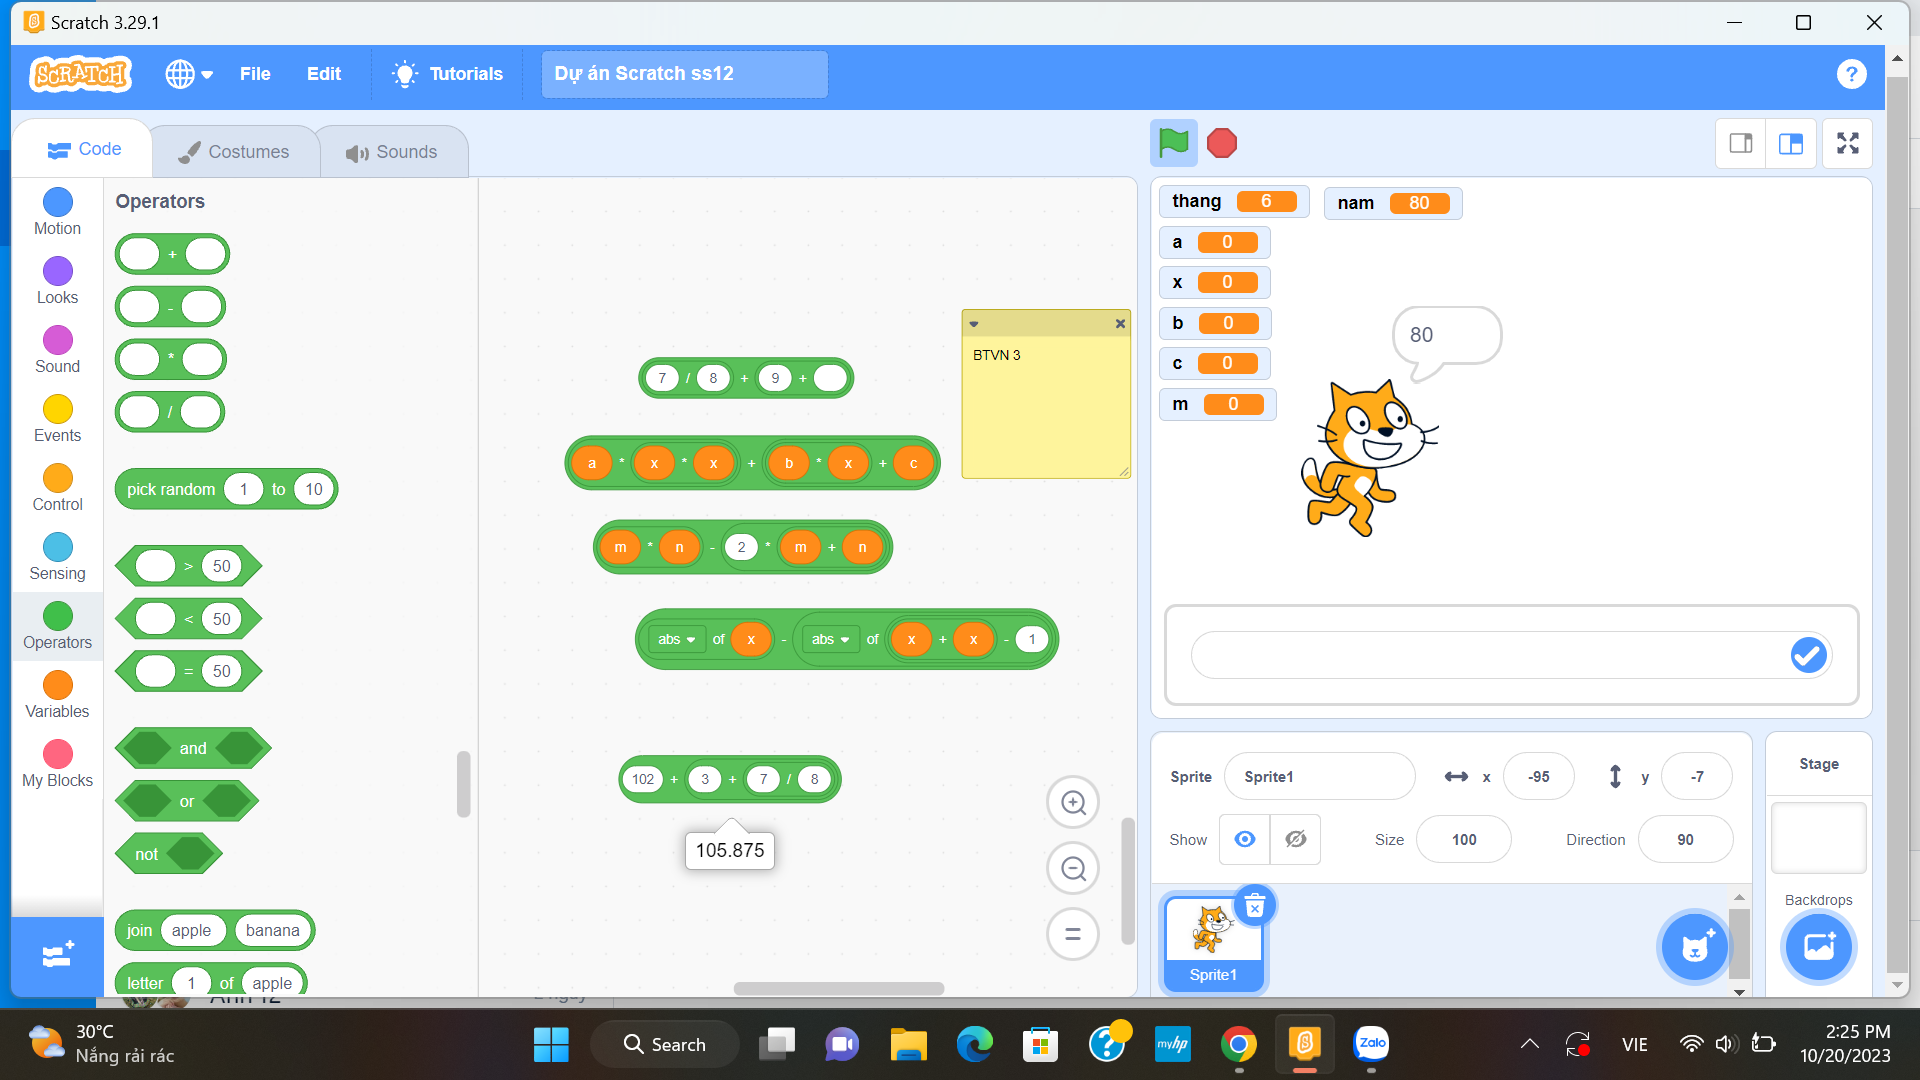 Scratch 3.29.1
SCRATCH
File
Edit
Tutorials
Dự án Scratch ss12
?
Code
Costumes
Sounds
Motion
Looks
Sound
Events
Control
Sensing
Operators
Variables
My Blocks
Operators
+
-
*
/
pick random 1 to 10
> 50
< 50
= 50
and
or
not
join apple banana
letter 1 of apple
7 / 8 + 9 +
a * x * x + b * x + c
m * n - 2 * m + n
abs of x - abs of x + x - 1
102 + 3 + 7 / 8
105.875
BTVN 3
thang 6
nam 80
a 0
x 0
b 0
c 0
m 0
80
Sprite Sprite1 x -95 y -7
Show Size 100 Direction 90
Sprite1
Stage
Backdrops
30°C
Nắng rải rác
Search
myhp
Zalo
VIE
2:25 PM
10/20/2023